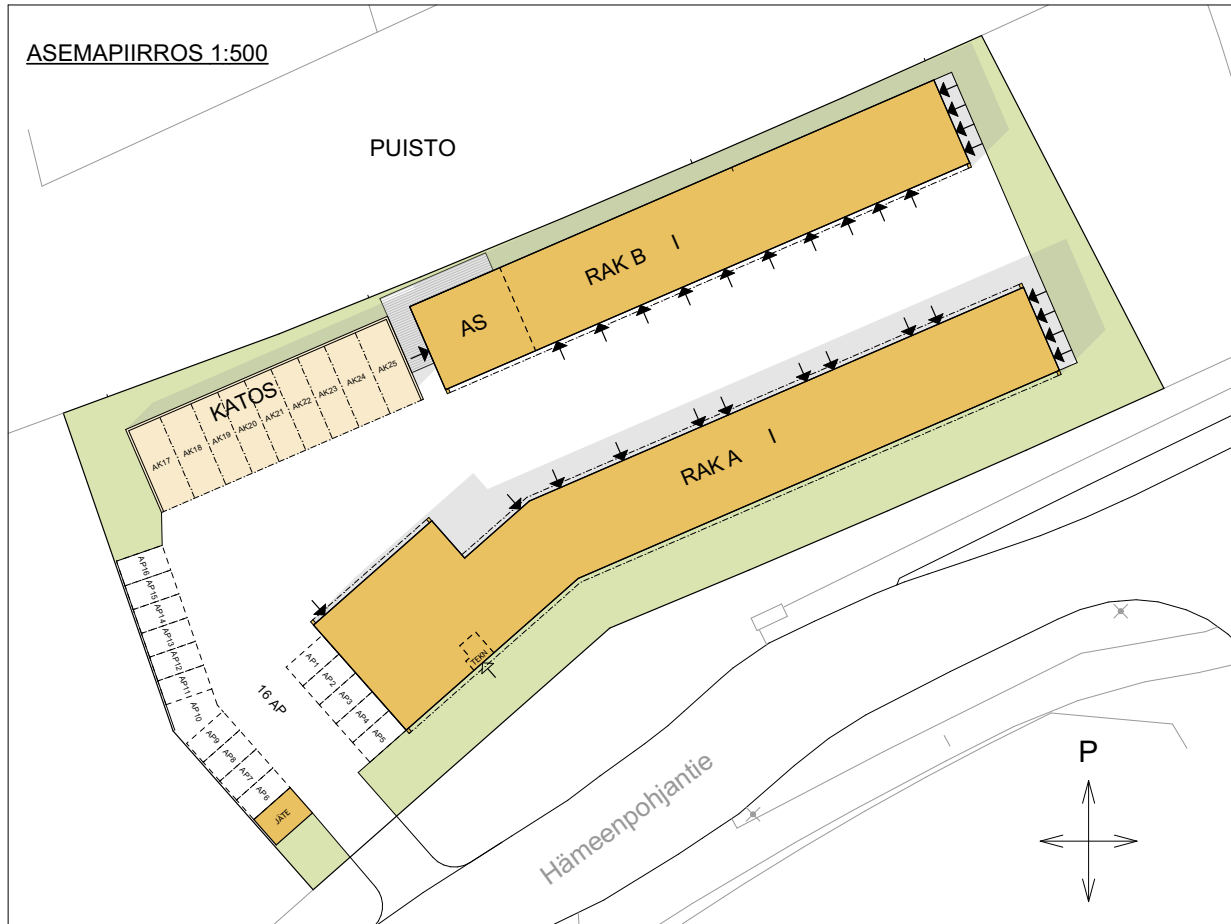 ASEMAPIIRROS 1:500
PUISTO
RAK B I
AS
KATOS
AK17
AK18
AK19
AK20
AK21
AK22
AK23
AK24
AK25
RAK A I
AP16
AP15
AP14
AP13
AP12
AP11
AP10
AP9
AP8
AP7
AP6
JÄTE
16 AP
AP1
AP2
AP3
AP4
AP5
TEKN
Hämeenpohjantie
P